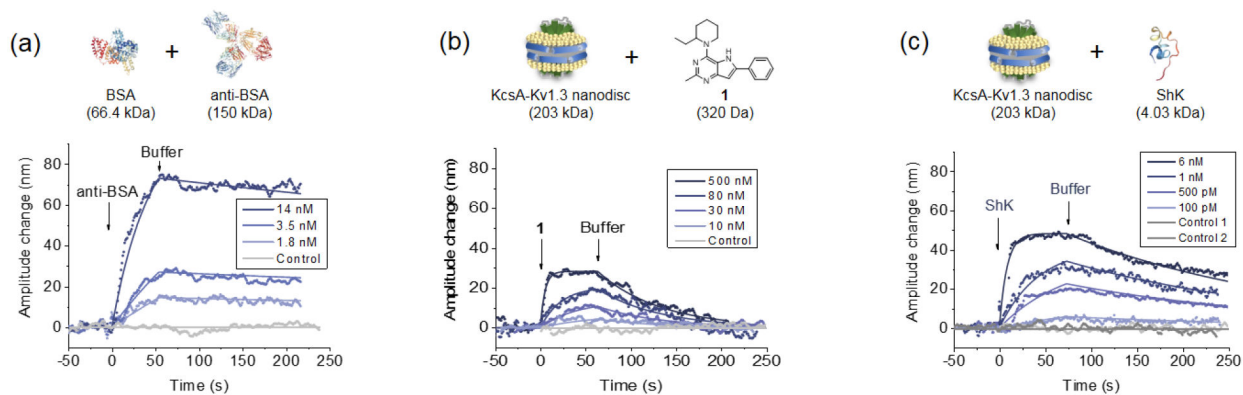 (a)
+
BSA
(66.4 kDa)
anti-BSA
(150 kDa)
Amplitude change (nm)
80
60
40
20
0
anti-BSA
Buffer
14 nM
3.5 nM
1.8 nM
Control
-50 0 50 100 150 200 250
Time (s)
(b)
+
N
N
N
H
N
KcsA-Kv1.3 nanodisc
(203 kDa)
1
(320 Da)
Amplitude change (nm)
80
60
40
20
0
1
Buffer
500 nM
80 nM
30 nM
10 nM
Control
-50 0 50 100 150 200 250
Time (s)
(c)
+
KcsA-Kv1.3 nanodisc
(203 kDa)
ShK
(4.03 kDa)
Amplitude change (nm)
80
60
40
20
0
ShK
Buffer
6 nM
1 nM
500 pM
100 pM
Control 1
Control 2
-50 0 50 100 150 200 250
Time (s)